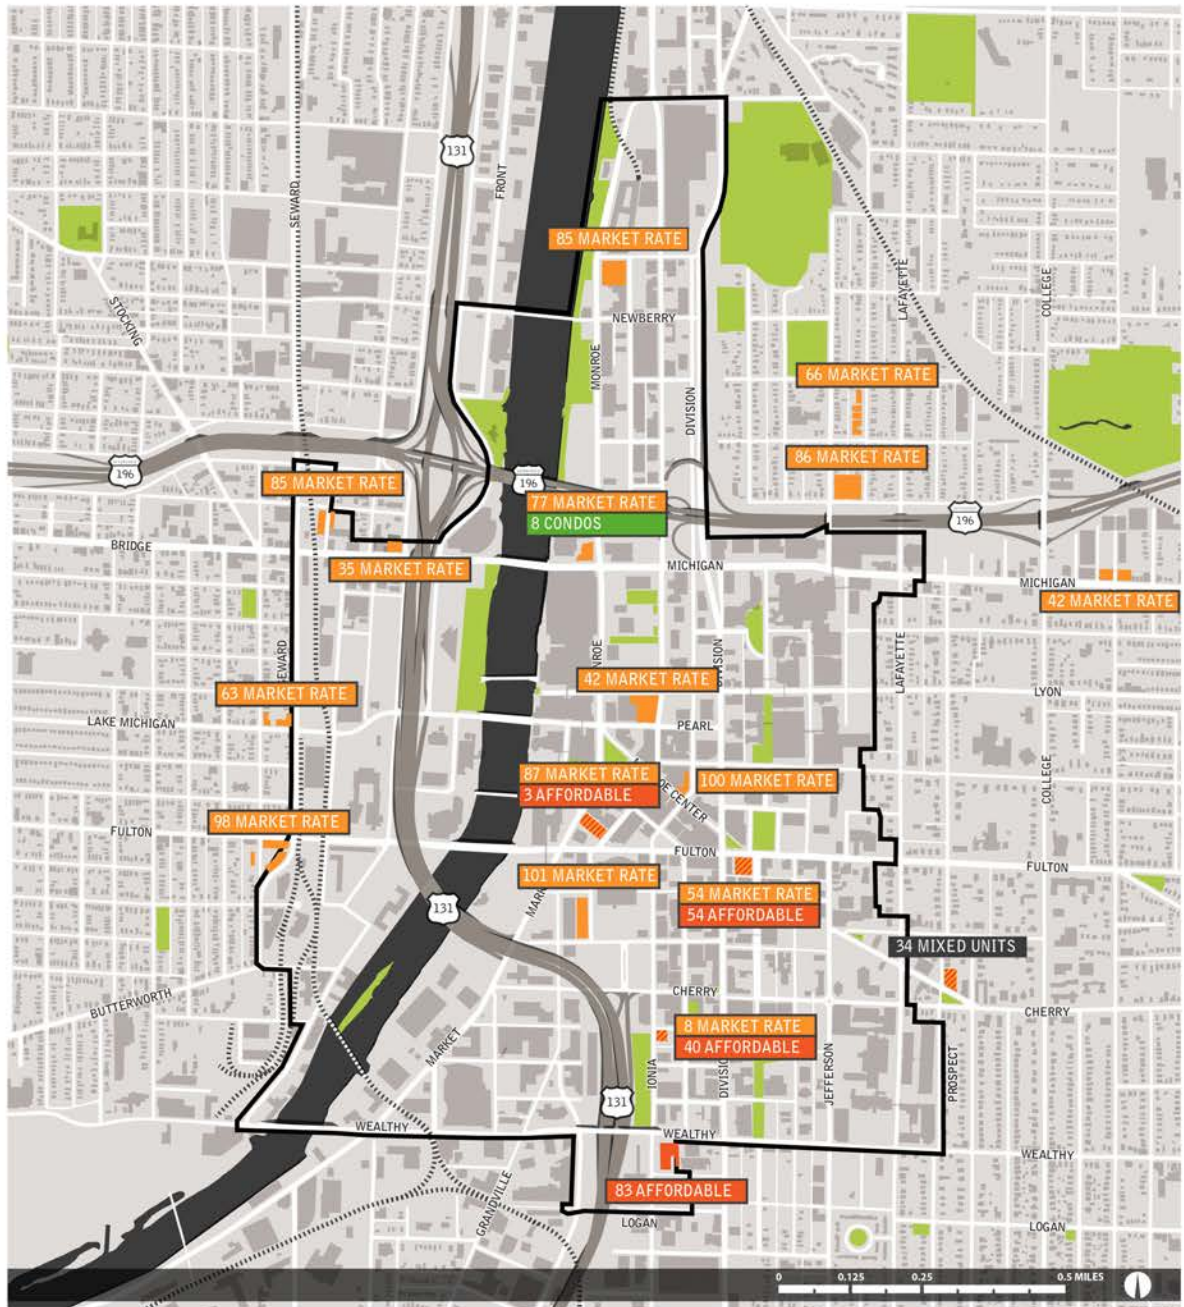 131
FRONT
SEWARD
85 MARKET RATE
STOCKING
NEWBERRY
MONROE
LAFAYETTE
COLLEGE
66 MARKET RATE
DIVISION
86 MARKET RATE
196
85 MARKET RATE
196
77 MARKET RATE
8 CONDOS
196
BRIDGE
35 MARKET RATE
MICHIGAN
MICHIGAN
42 MARKET RATE
EWARD
NROE
LAFAYETTE
63 MARKET RATE
42 MARKET RATE
LYON
LAKE MICHIGAN
PEARL
87 MARKET RATE
3 AFFORDABLE
100 MARKET RATE
COLLEGE
98 MARKET RATE
FULTON
FULTON
FULTON
101 MARKET RATE
54 MARKET RATE
54 AFFORDABLE
131
34 MIXED UNITS
BUTTERWORTH
CHERRY
CHERRY
8 MARKET RATE
40 AFFORDABLE
MARKET
IONIA
JEFFERSON
PROSPECT
131
WEALTHY
WEALTHY
WEALTHY
83 AFFORDABLE
GRANDVILLE
LOGAN
LOGAN
0 0.125 0.25 0.5 MILES